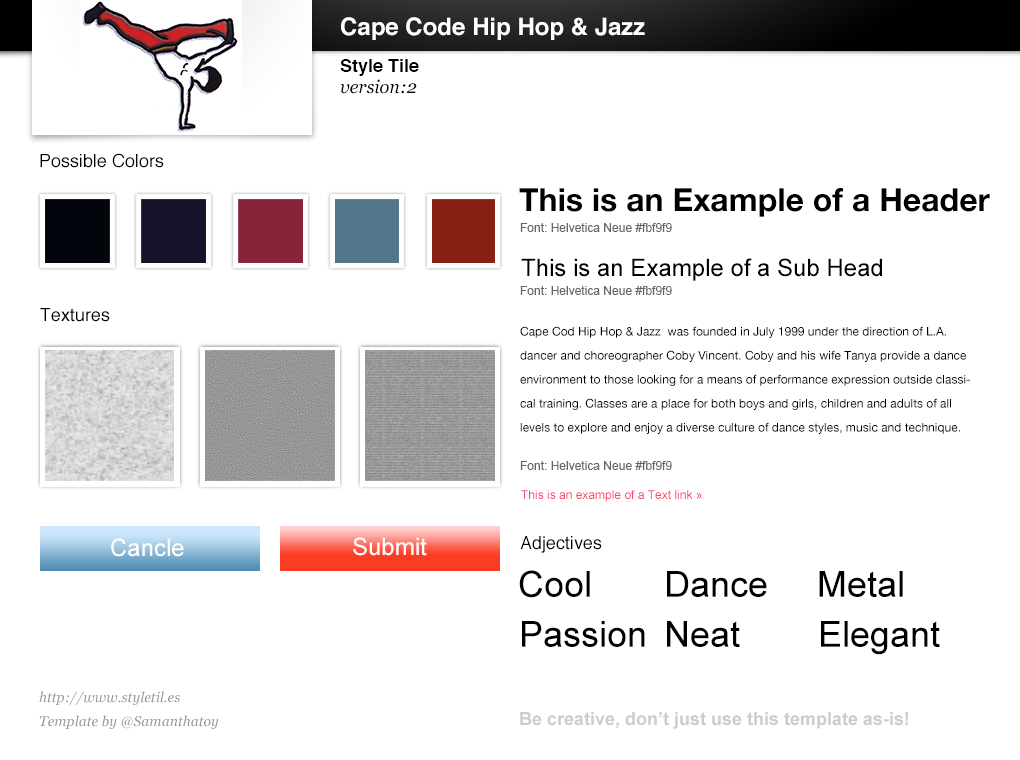 Cape Code Hip Hop & Jazz
Style Tile
version:2
Possible Colors
Textures
Cancle
Submit
http://www.styletil.es
Template by @Samanthatoy
This is an Example of a Header
Font: Helvetica Neue #fbf9f9
This is an Example of a Sub Head
Font: Helvetica Neue #fbf9f9
Cape Cod Hip Hop & Jazz  was founded in July 1999 under the direction of L.A.
dancer and choreographer Coby Vincent. Coby and his wife Tanya provide a dance
environment to those looking for a means of performance expression outside classi-
cal training. Classes are a place for both boys and girls, children and adults of all
levels to explore and enjoy a diverse culture of dance styles, music and technique.
Font: Helvetica Neue #fbf9f9
This is an example of a Text link »
Adjectives
Cool Dance Metal
Passion Neat Elegant
Be creative, don’t just use this template as-is!